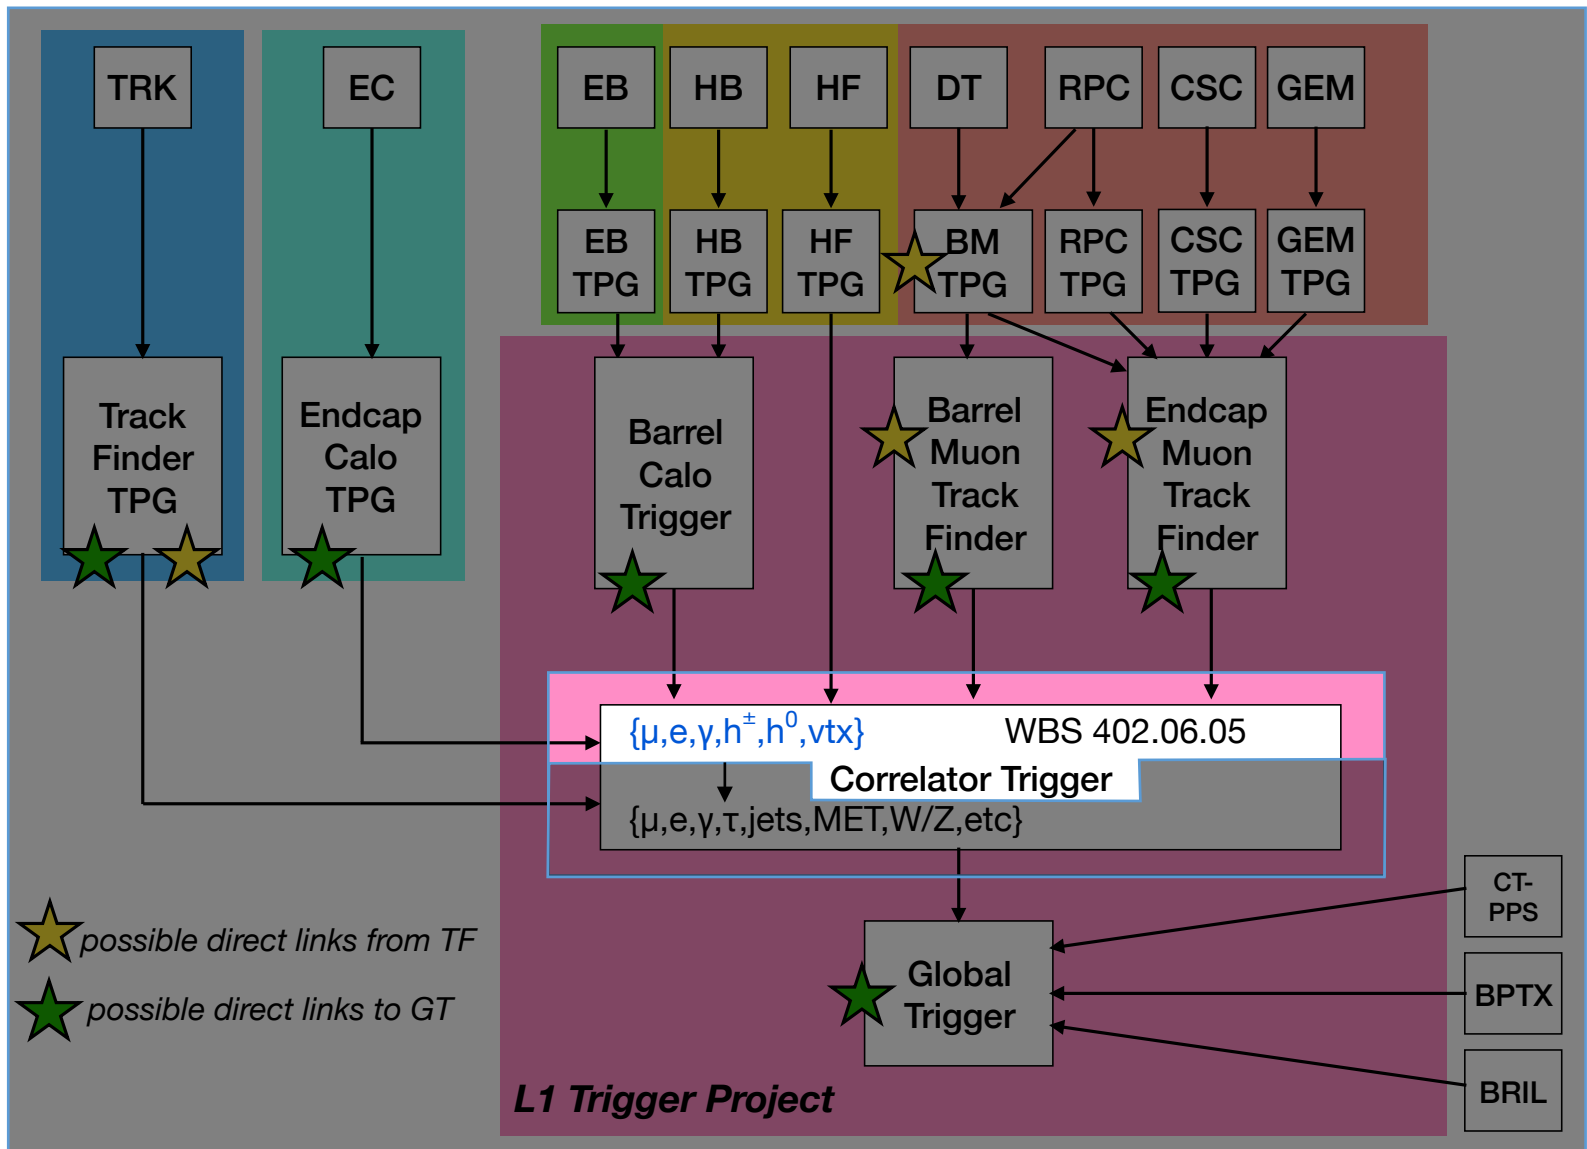 TRK
EC
EB
HB
HF
DT
RPC
CSC
GEM
EB
TPG
HB
TPG
HF
TPG
BM
TPG
RPC
TPG
CSC
TPG
GEM
TPG
Track
Finder
TPG
Endcap
Calo
TPG
Barrel
Calo
Trigger
Barrel
Muon
Track
Finder
Endcap
Muon
Track
Finder
{μ,e,γ,h±,h⁰,vtx}
WBS 402.06.05
Correlator Trigger
{μ,e,γ,τ,jets,MET,W/Z,etc}
CT-
PPS
possible direct links from TF
Global
Trigger
BPTX
possible direct links to GT
BRIL
L1 Trigger Project